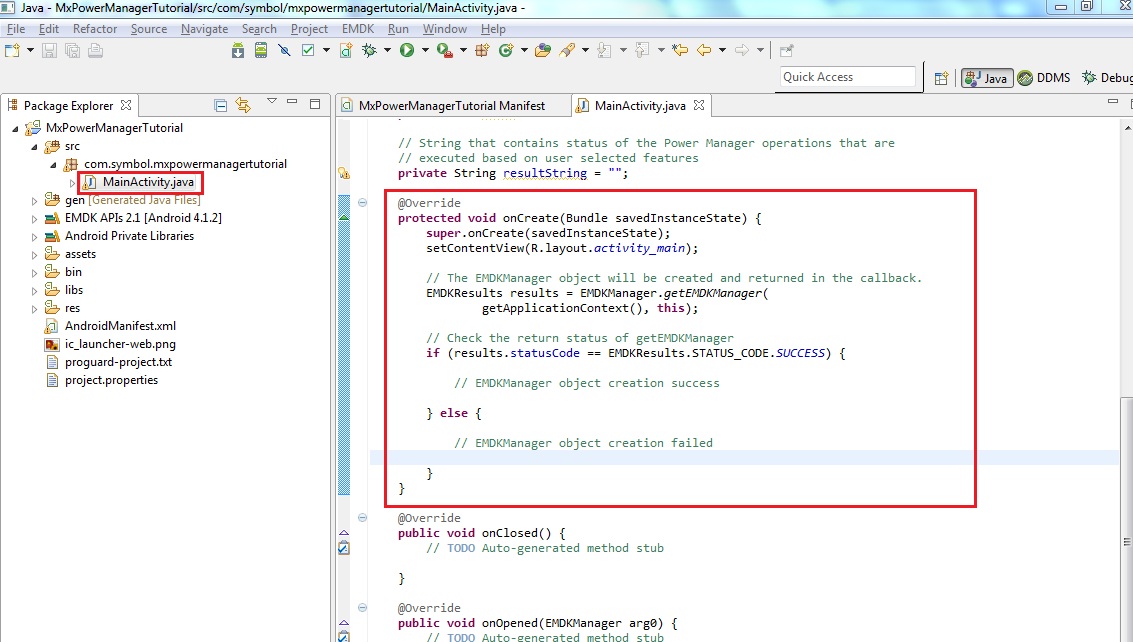 Java - MxPowerManagerTutorial/src/com/symbol/mxpowermanagertutorial/MainActivity.java -
File Edit Refactor Source Navigate Search Project EMDK Run Window Help
Quick Access
Java
DDMS
Debug
Package Explorer
MxPowerManagerTutorial
src
com.symbol.mxpowermanagertutorial
MainActivity.java
gen [Generated Java Files]
EMDK APIs 2.1 [Android 4.1.2]
Android Private Libraries
assets
bin
libs
res
AndroidManifest.xml
ic_launcher-web.png
proguard-project.txt
project.properties
MxPowerManagerTutorial Manifest
MainActivity.java
// String that contains status of the Power Manager operations that are
// executed based on user selected features
private String resultString = "";
@Override
protected void onCreate(Bundle savedInstanceState) {
super.onCreate(savedInstanceState);
setContentView(R.layout.activity_main);
// The EMDKManager object will be created and returned in the callback.
EMDKResults results = EMDKManager.getEMDKManager(
getApplicationContext(), this);
// Check the return status of getEMDKManager
if (results.statusCode == EMDKResults.STATUS_CODE.SUCCESS) {
// EMDKManager object creation success
} else {
// EMDKManager object creation failed
}
}
@Override
public void onClosed() {
// TODO Auto-generated method stub
}
@Override
public void onOpened(EMDKManager arg0) {
// TODO Auto-generated method stub